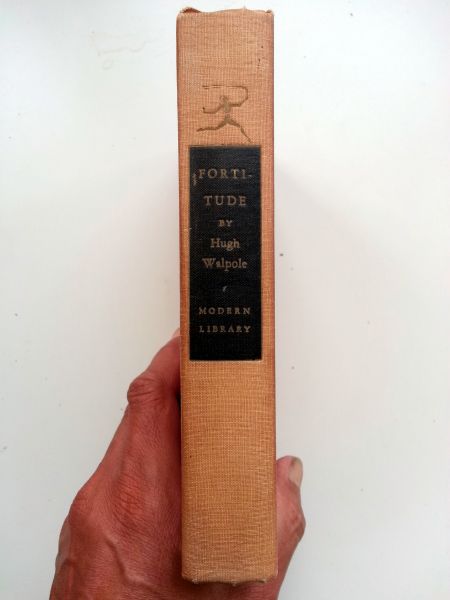 FORTI-
TUDE
BY
Hugh
Walpole
MODERN
LIBRARY